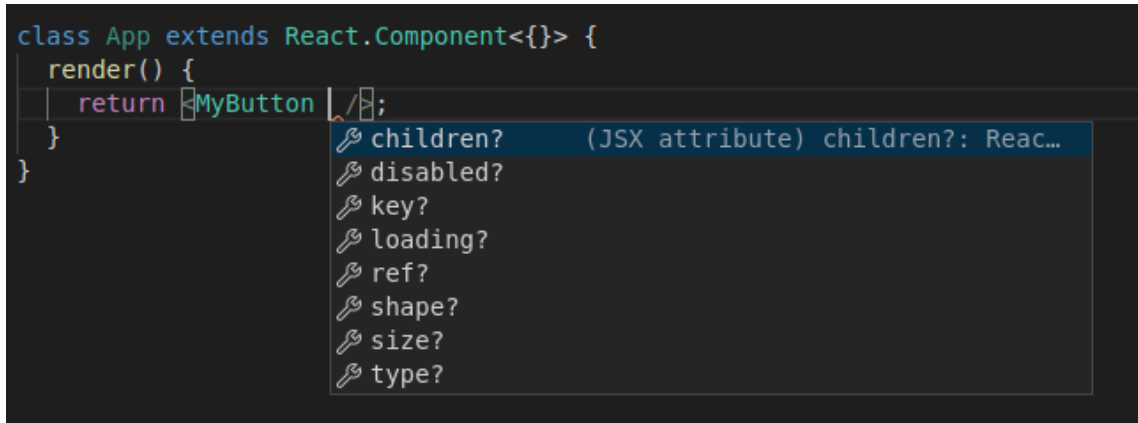 class App extends React.Component<{}> {
render() {
return <MyButton />;
children? (JSX attribute) children?: Reac…
}
disabled?
}
key?
loading?
ref?
shape?
size?
type?